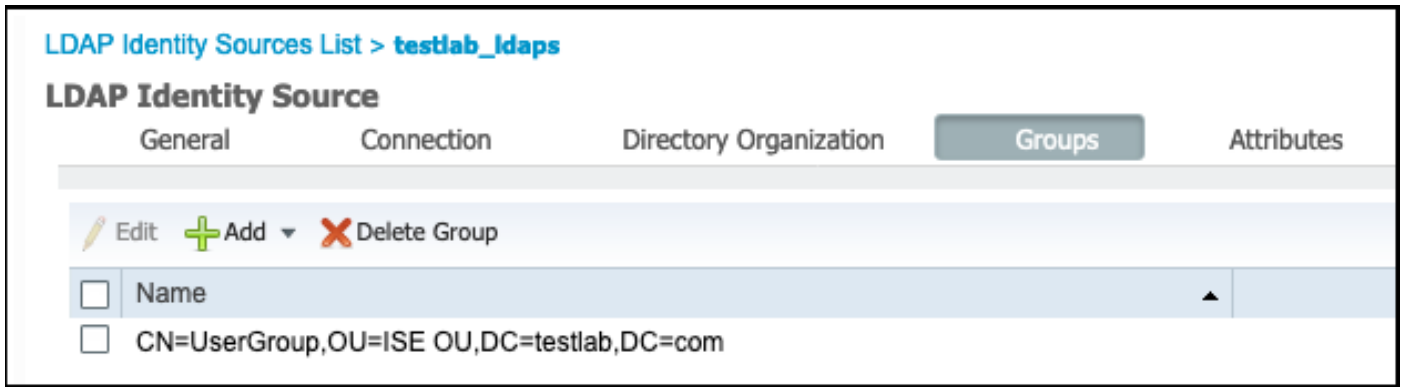 LDAP Identity Sources List > testlab_ldaps
LDAP Identity Source
General Connection Directory Organization Groups Attributes
Edit Add Delete Group
Name
CN=UserGroup,OU=ISE OU,DC=testlab,DC=com